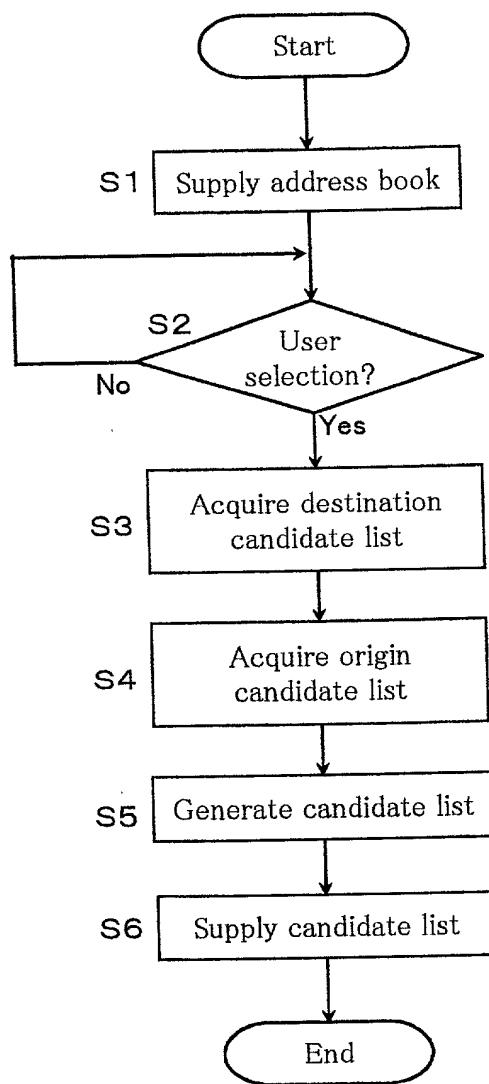 Start
S1
Supply address book
S2
User
selection?
No
Yes
S3
Acquire destination
candidate list
S4
Acquire origin
candidate list
S5
Generate candidate list
S6
Supply candidate list
End